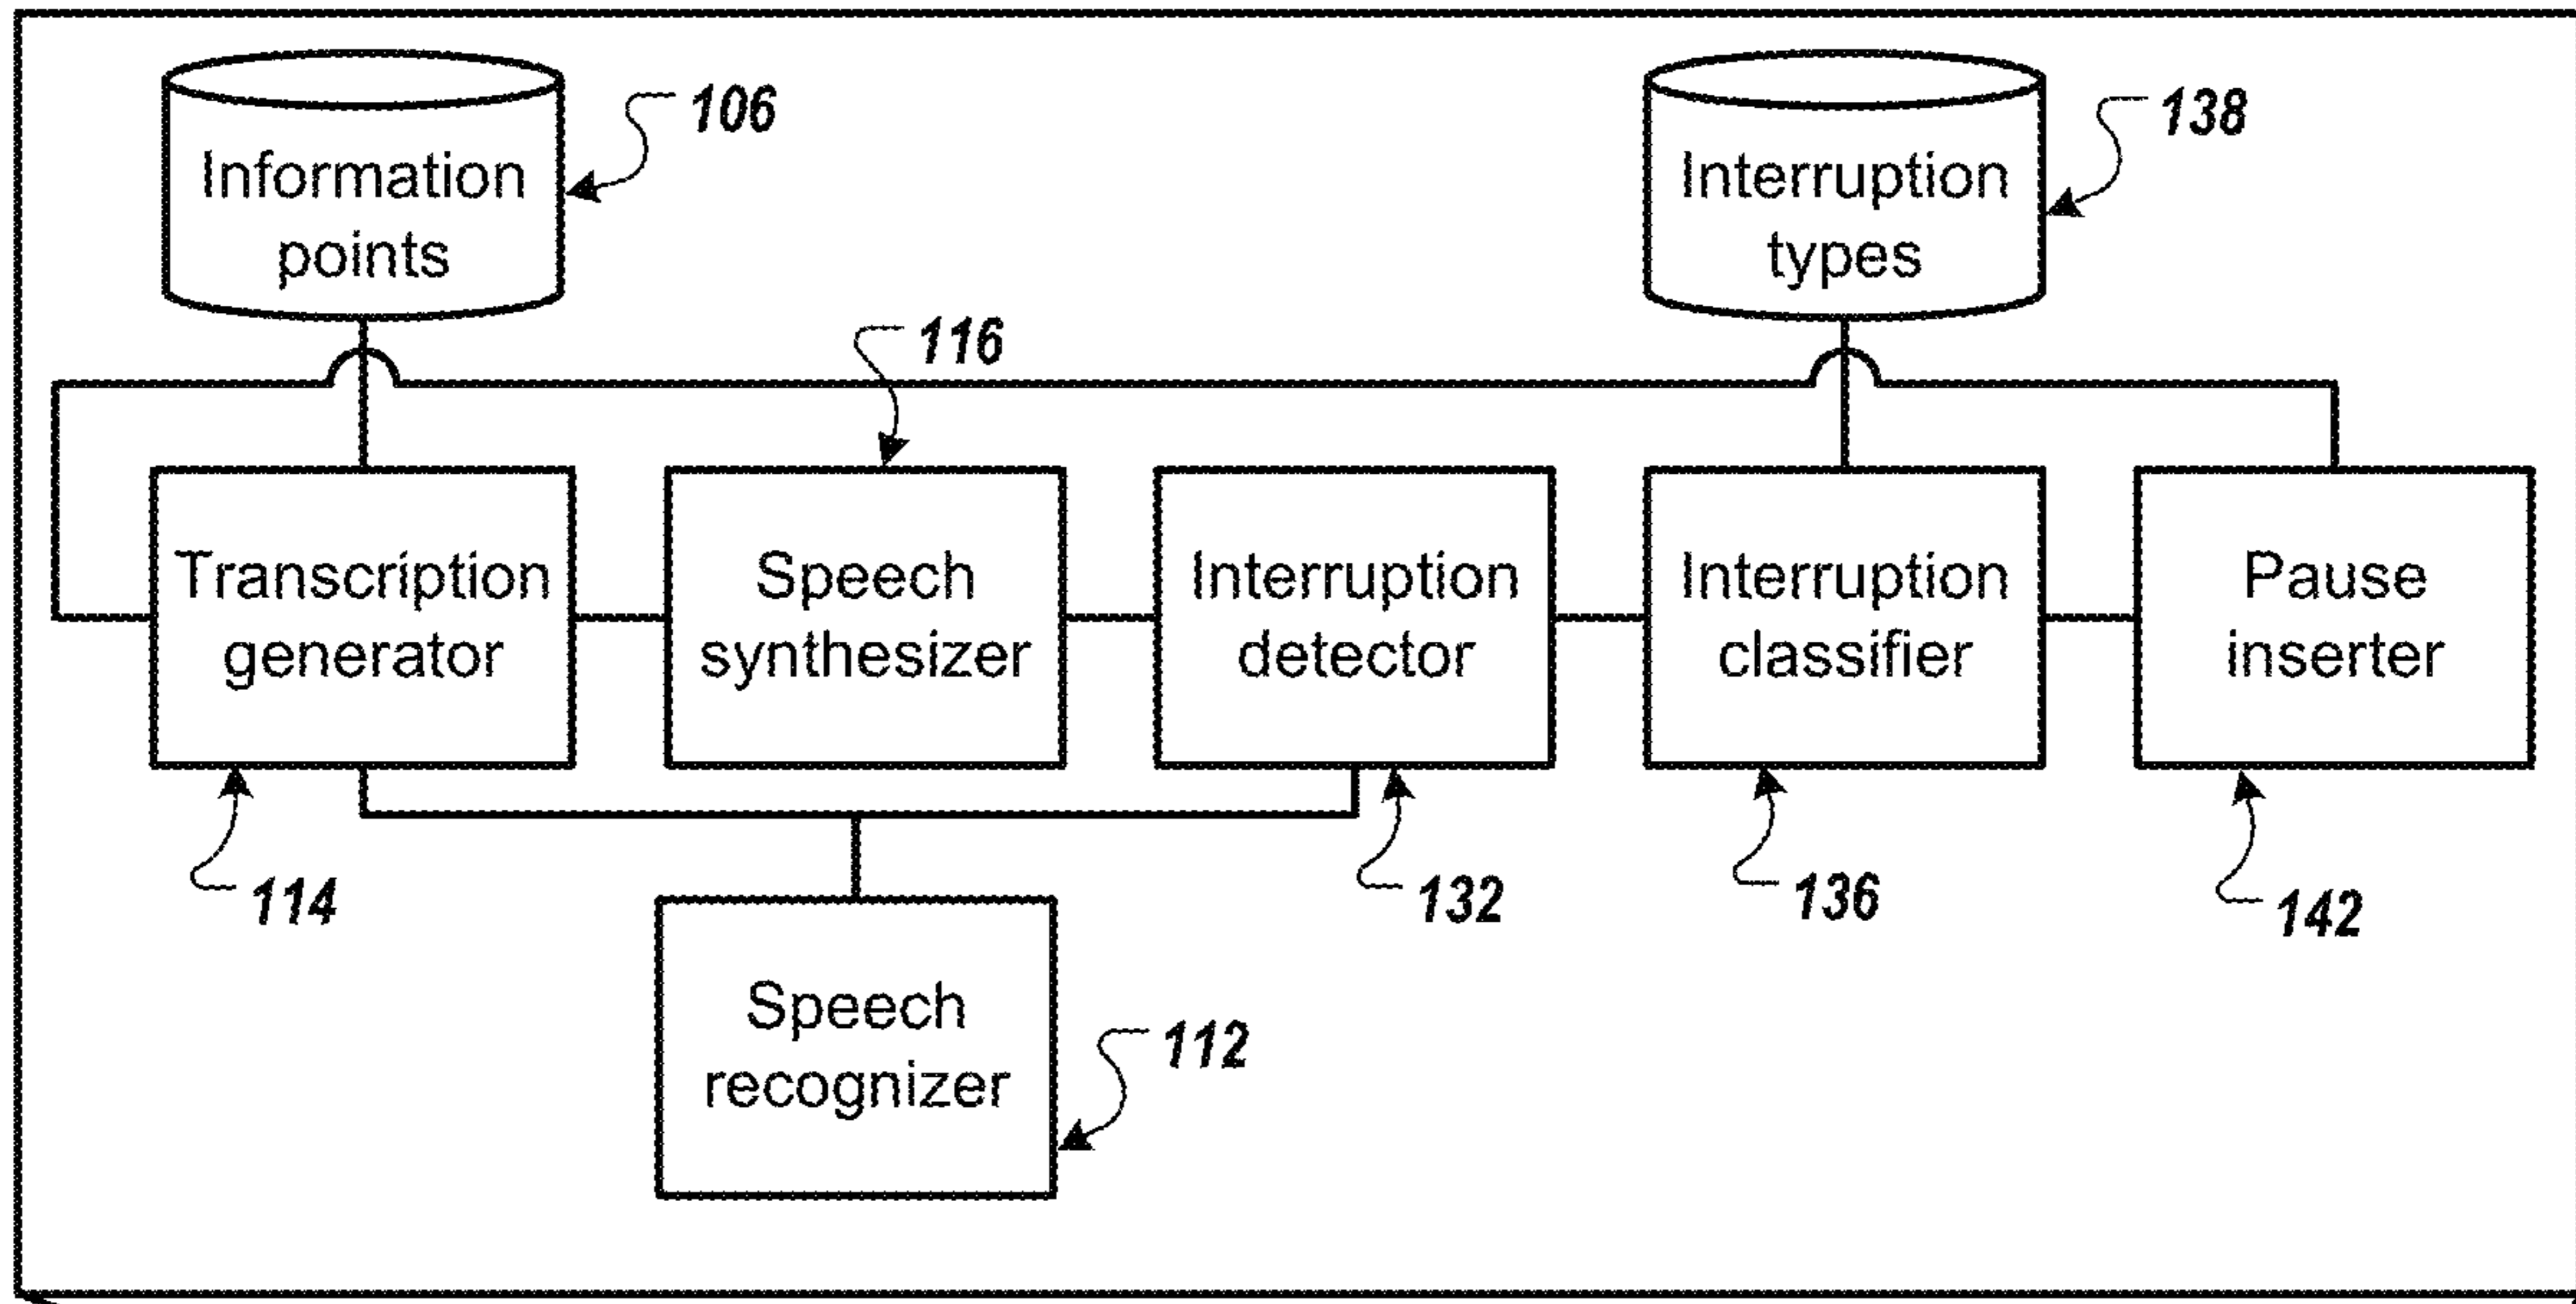 Information
points
106
Interruption
types
138
116
Transcription
generator
Speech
synthesizer
Interruption
detector
Interruption
classifier
Pause
inserter
114
132
136
142
Speech
recognizer
112